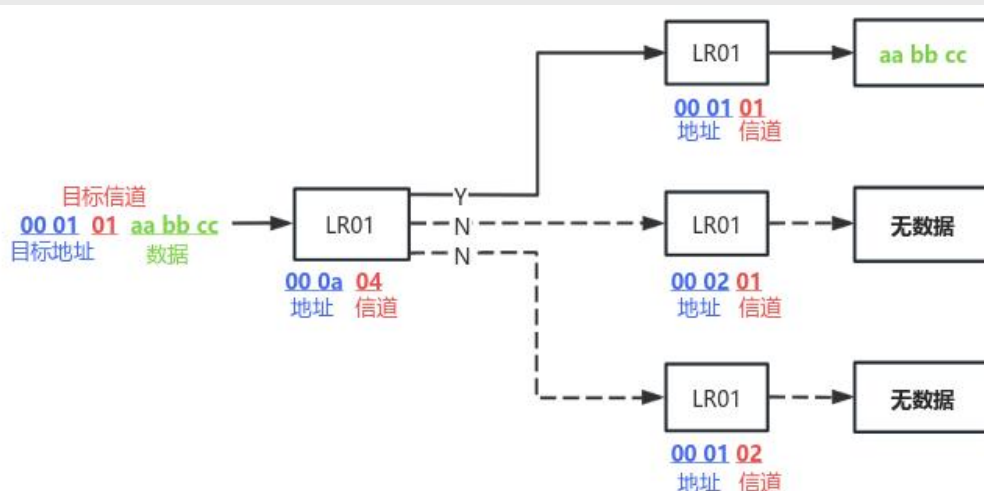 LR01
aa bb cc
00 01 01
地址 信道
目标信道
00 01 01 aa bb cc
目标地址 数据
LR01
00 0a 04
地址 信道
Y
N
N
LR01
无数据
00 02 01
地址 信道
LR01
无数据
00 01 02
地址 信道